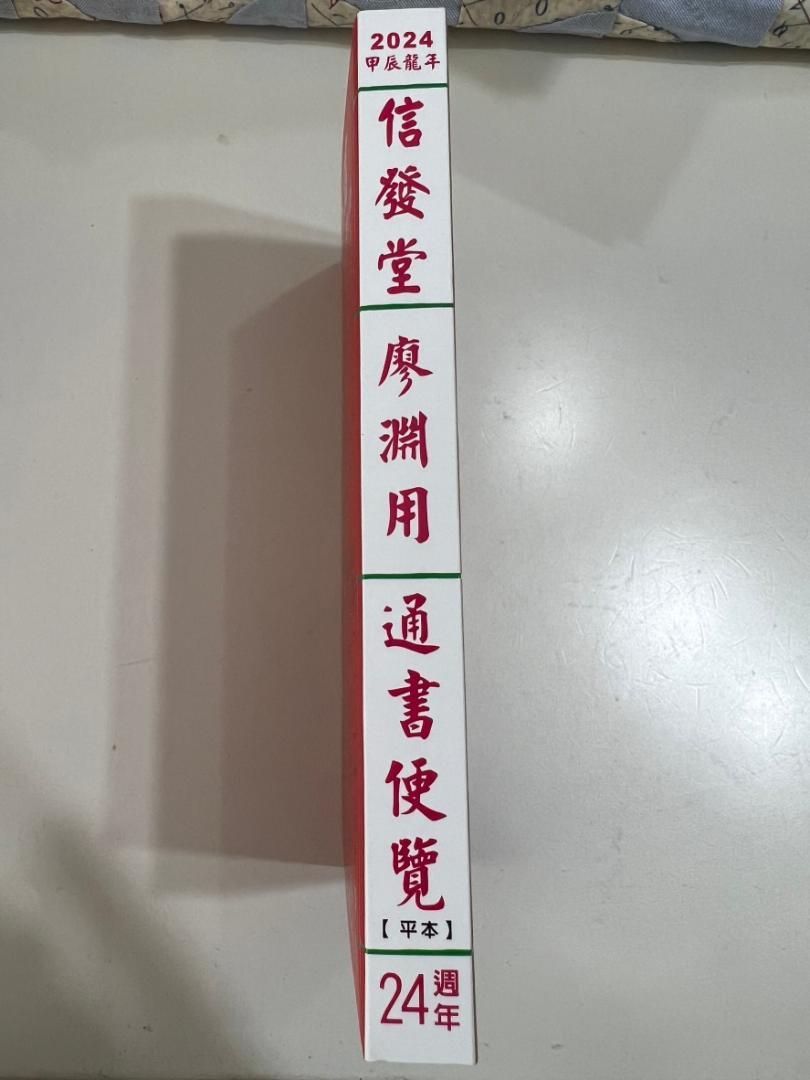 2024
甲辰龍年
信發堂
廖淵用
通書便覽
【平本】
24週年